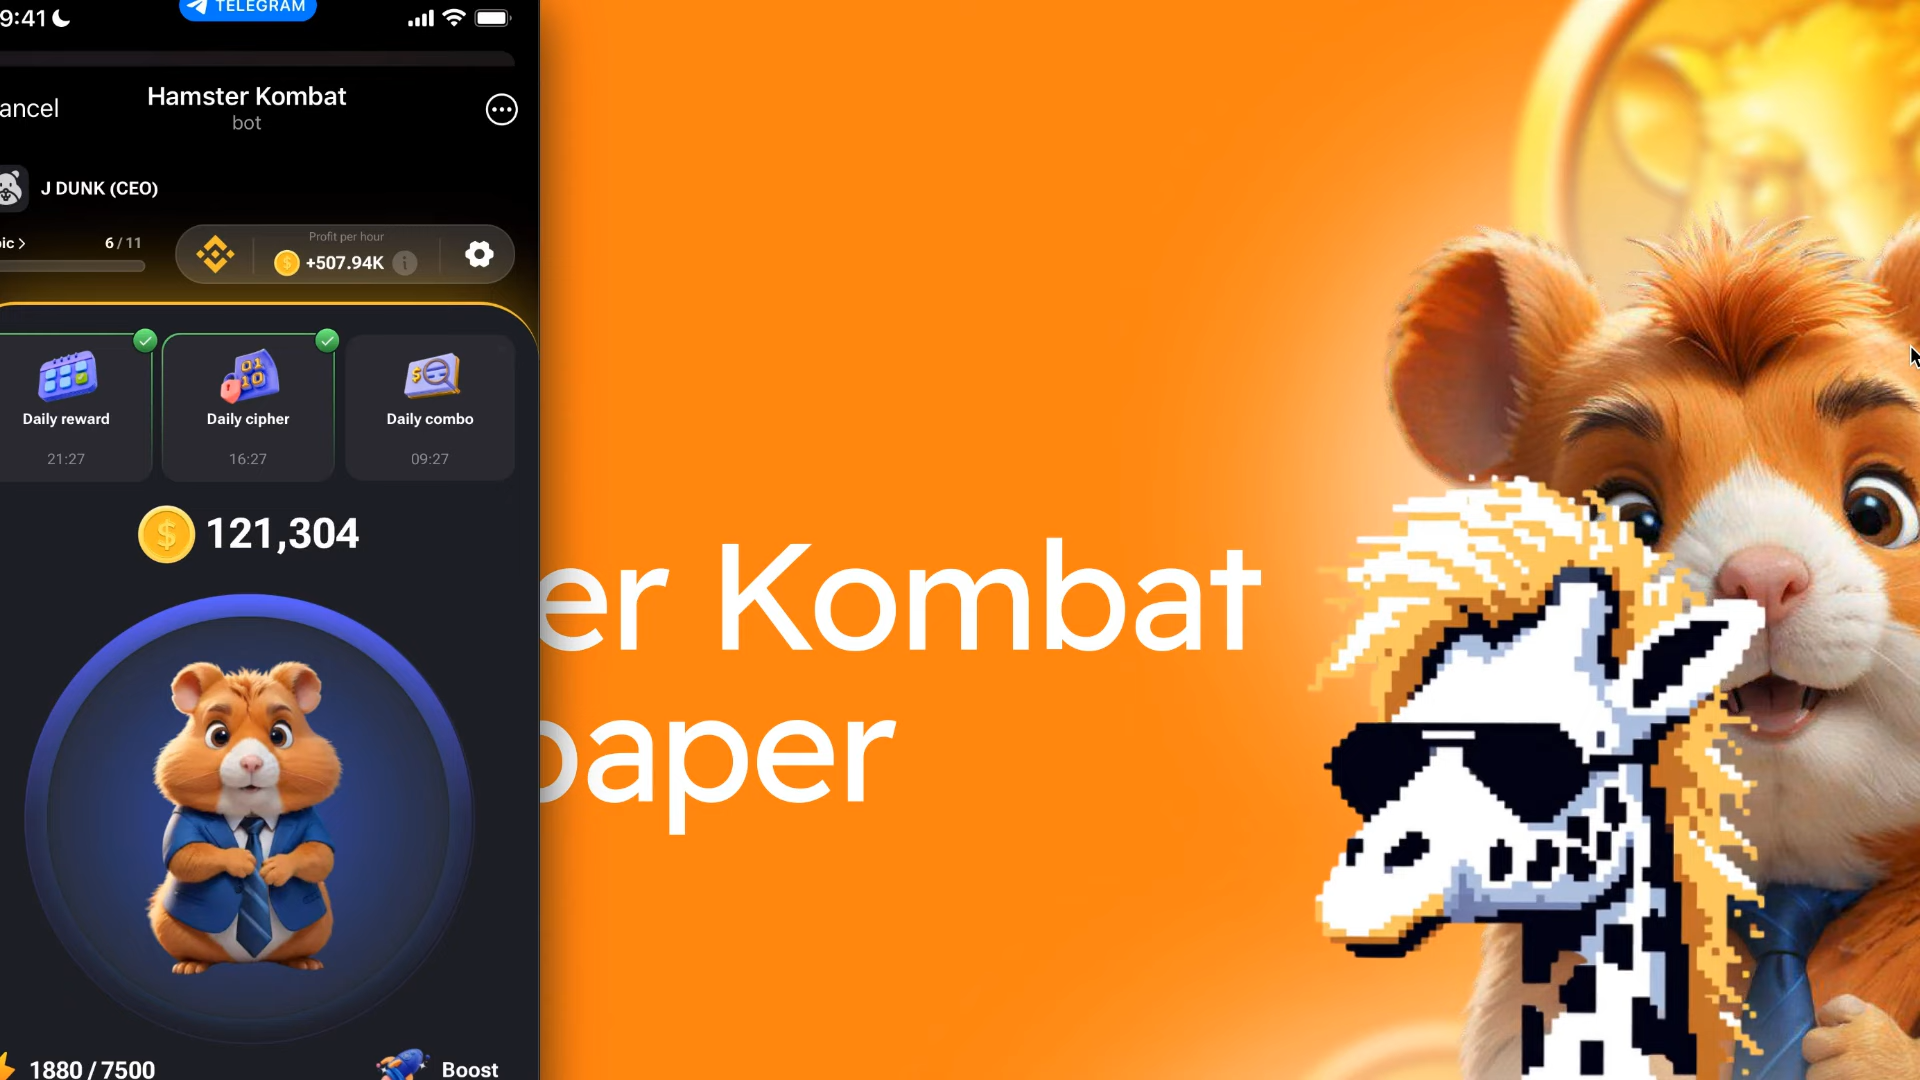 9:41
TELEGRAM
ancel
Hamster Kombat
bot
J DUNK (CEO)
ic >
6 / 11
Profit per hour
+507.94K
Daily reward
21:27
Daily cipher
16:27
Daily combo
09:27
121,304
1880 / 7500
Boost
er Kombat
paper